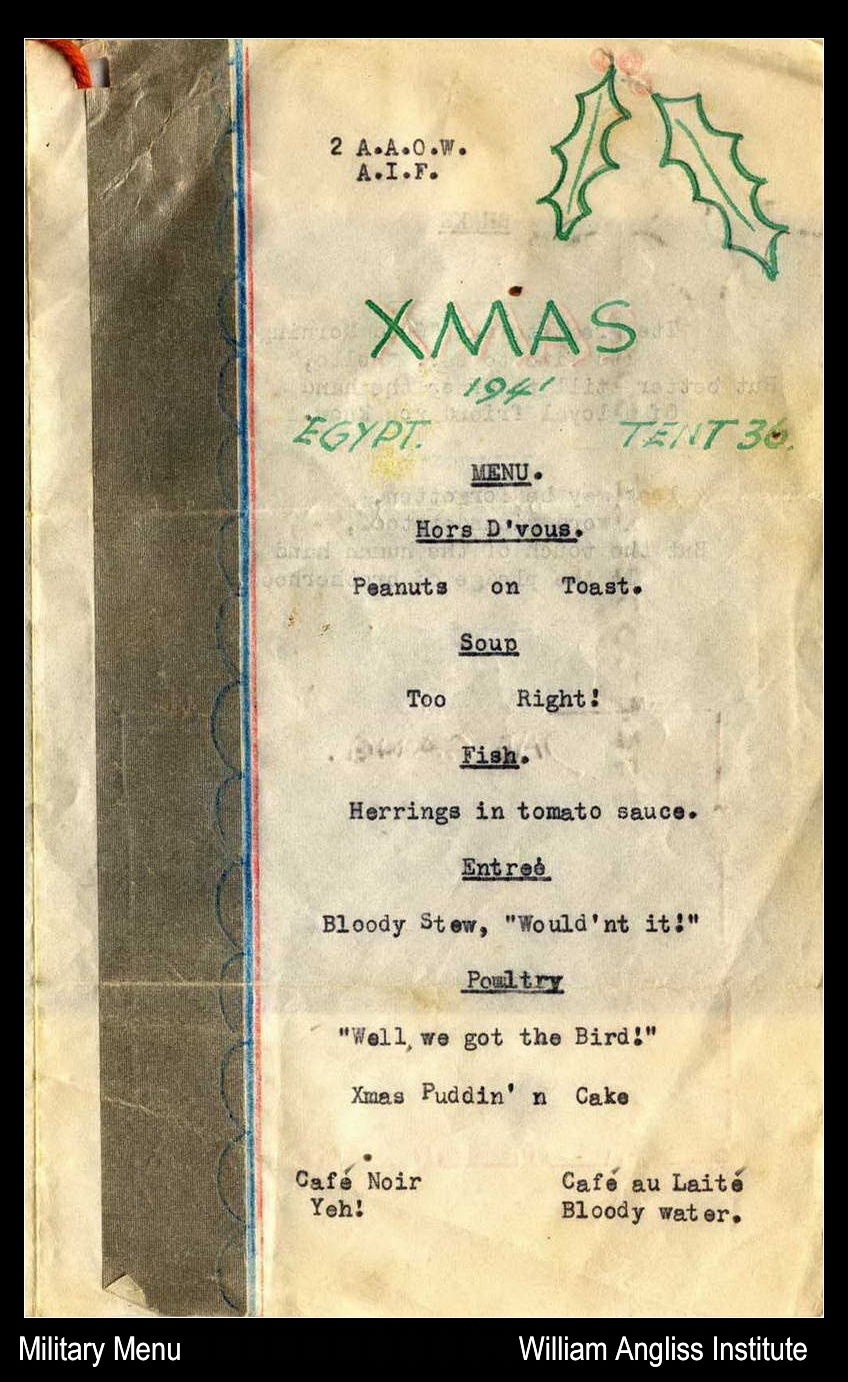 2 A.A.O.W.
A.I.F.
XMAS
1941
EGYPT. TENT 36.
MENU.
Hors D'vous.
Peanuts on Toast.
Soup
Too Right!
Fish.
Herrings in tomato sauce.
Entreé
Bloody Stew, "Would'nt it!"
Poultry
"Well, we got the Bird!"
Xmas Puddin' n Cake
Café Noir Café au Laité
Yeh! Bloody water.
Military Menu William Angliss Institute